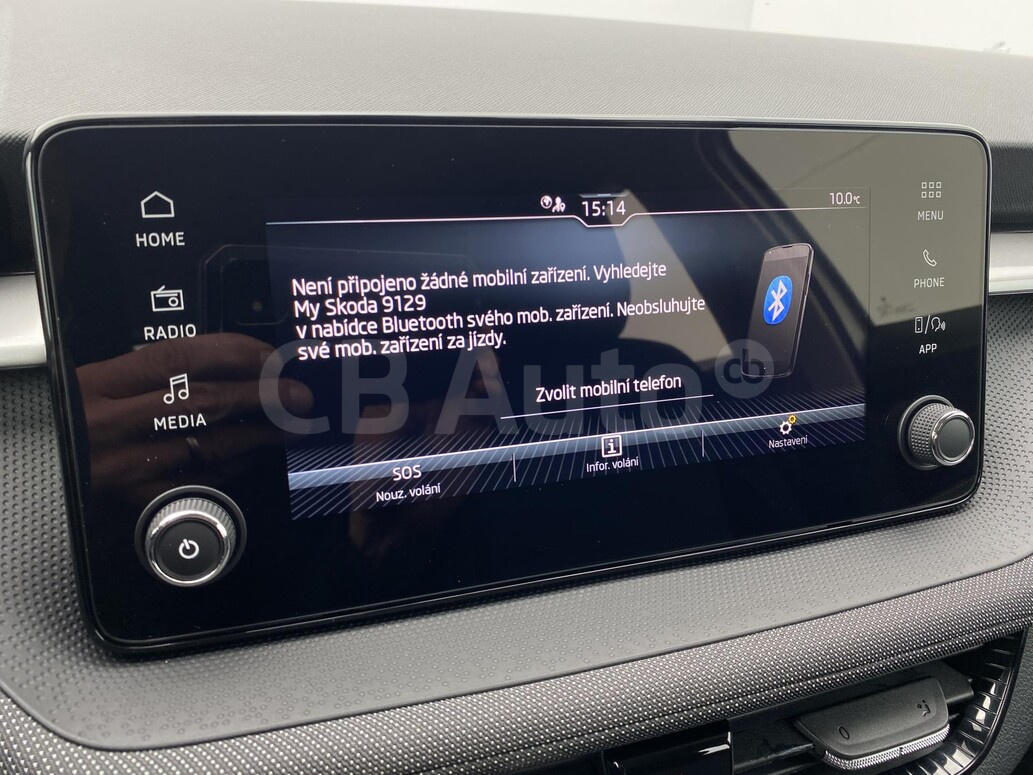 HOME
RADIO
MEDIA
15:14
10.0°C
Není připojeno žádné mobilní zařízení. Vyhledejte
My Skoda 9129
v nabídce Bluetooth svého mob. zařízení. Neobsluhujte
své mob. zařízení za jízdy.
Zvolit mobilní telefon
SOS
Nouz. volání
i
Infor. volání
Nastavení
MENU
PHONE
APP
CB Auto
cb
0